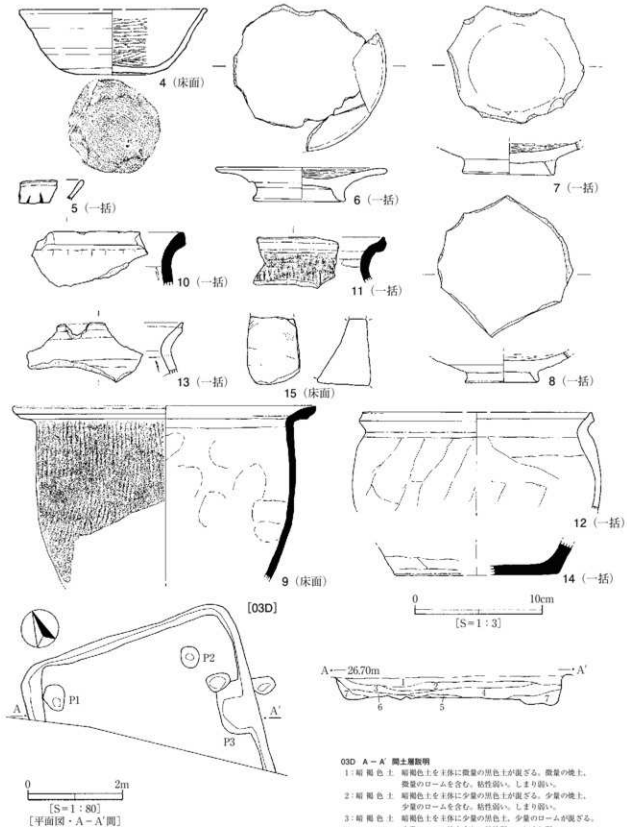 4（床面）
5（一括）
6（一括）
7（一括）
10（一括）
11（一括）
13（一括）
15（床面）
8（一括）
9（床面）
12（一括）
14（一括）
0 10cm
[S=1:3]
[03D]
P1
P2
P3
A A'
0 2m
[S=1:80]
[平面図・A－A'間]
A 26.70m A'
7 1 7
6 5
03D A－A' 間土層説明
1：暗褐色土 暗褐色土を主体に微量の黒色土が混ざる。微量の焼土、
微量のロームを含む。粘性弱い。しまり弱い。
2：暗褐色土 暗褐色土を主体に少量の黒色土が混ざる。少量の焼土、
少量のロームを含む。粘性弱い。しまり弱い。
3：暗褐色土 暗褐色土を主体に少量の黒色土、少量のロームが混ざる。